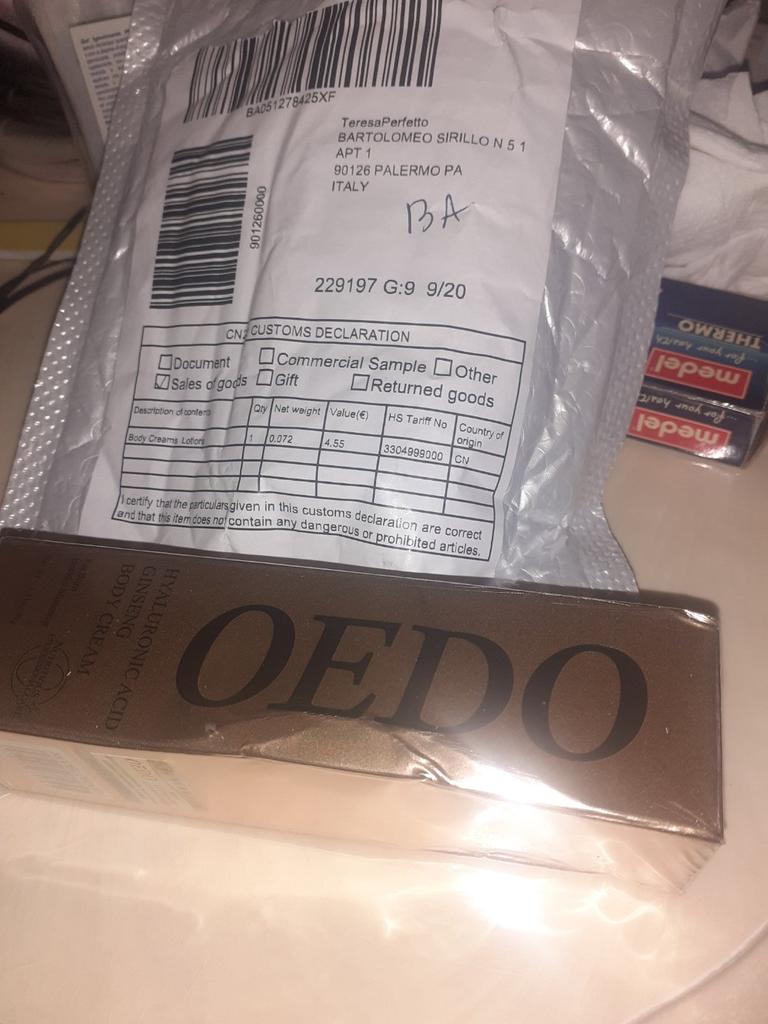 BA051278425XF
TeresaPerfetto
BARTOLOMEO SIRILLO N 5 1
APT 1
90126 PALERMO PA
ITALY
BA
901260000
229197 G:9 9/20
CN2 CUSTOMS DECLARATION
Document Commercial Sample Other
Sales of goods Gift Returned goods
Description of contents Qty Net weight Value(€) HS Tariff No Country of origin
Body Creams Lotions 1 0.072 4.55 3304999000 CN
I certify that the particulars given in this customs declaration are correct
and that this item does not contain any dangerous or prohibited articles.
THERMO
for your health
medel
for your health
medel
OEDO
HYALURONIC ACID
GINSENG
BODY CREAM